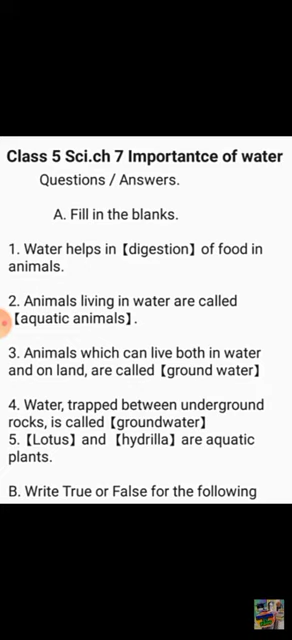 Class 5 Sci.ch 7 Importantce of water
Questions / Answers.
A. Fill in the blanks.
1. Water helps in【digestion】of food in
animals.
2. Animals living in water are called
【aquatic animals】.
3. Animals which can live both in water
and on land, are called【ground water】
4. Water, trapped between underground
rocks, is called【groundwater】
5.【Lotus】and 【hydrilla】are aquatic
plants.
B. Write True or False for the following